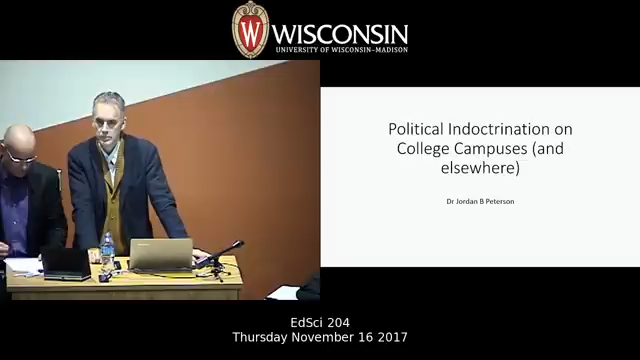 WISCONSIN
UNIVERSITY OF WISCONSIN–MADISON
Political Indoctrination on
College Campuses (and
elsewhere)
Dr Jordan B Peterson
EdSci 204
Thursday November 16 2017